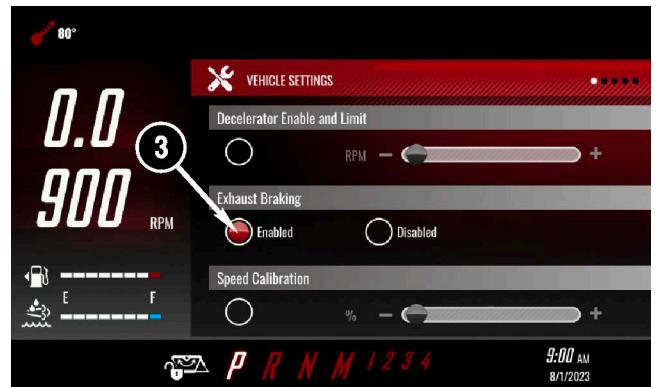 80°
VEHICLE SETTINGS
0.0
Decelerator Enable and Limit
3
RPM − +
900 RPM
Exhaust Braking
Enabled Disabled
Speed Calibration
E F
% − +
P R N M 1 2 3 4
9:00 AM
8/1/2023